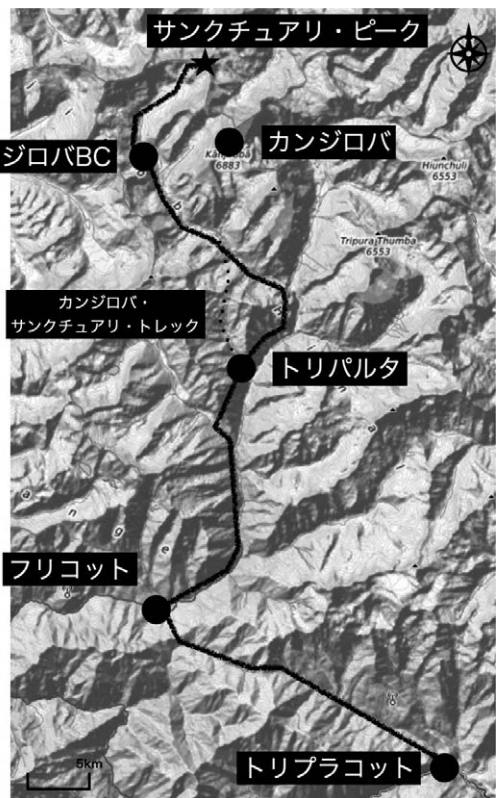 サンクチュアリ・ピーク
ジロバBC
カンジロバ
6883
Hiunchuli
6553
Tripura Thumba
6553
カンジロバ・
サンクチュアリ・トレック
トリパルタ
フリコット
トリプラコット
5km